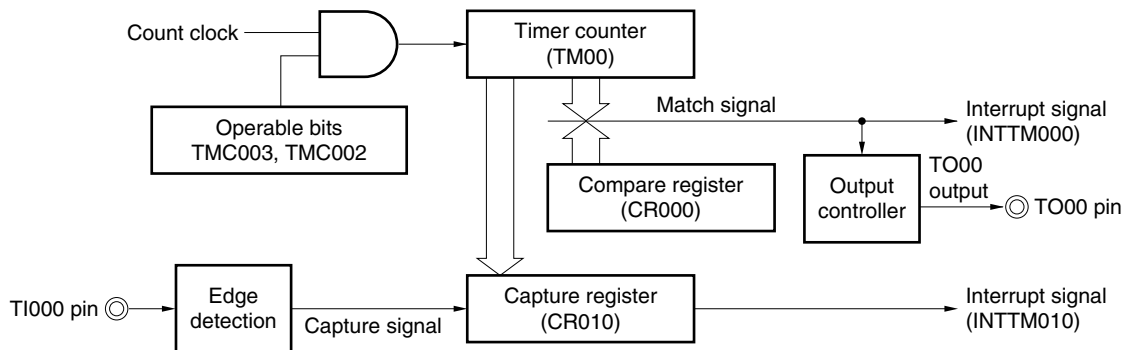 Count clock
Timer counter
(TM00)
Operable bits
TMC003, TMC002
Match signal
Interrupt signal
(INTTM000)
Compare register
(CR000)
Output
controller
TO00
output
TO00 pin
TI000 pin
Edge
detection
Capture signal
Capture register
(CR010)
Interrupt signal
(INTTM010)